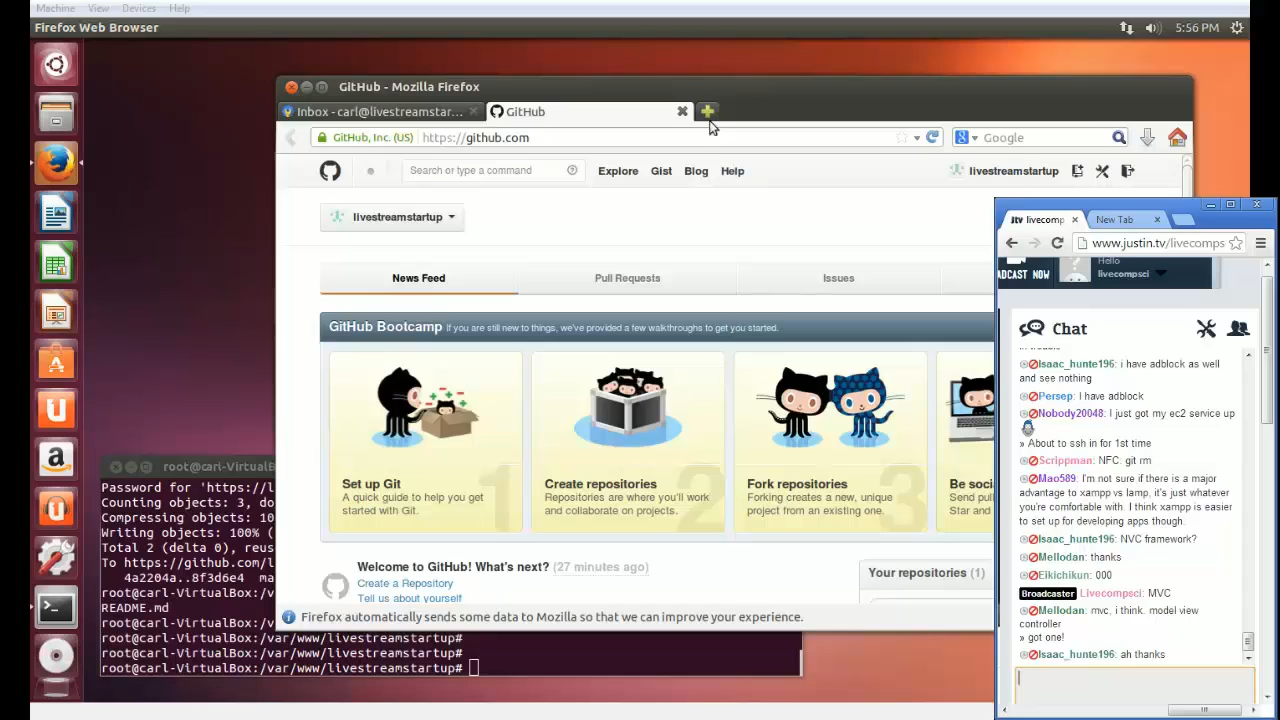 Machine View Devices Help
Firefox Web Browser
5:56 PM
GitHub - Mozilla Firefox
Inbox - carl@livestreamstar...
GitHub
GitHub, Inc. (US)
https://github.com
Google
Search or type a command
Explore Gist Blog Help
livestreamstartup
livestreamstartup
News Feed
Pull Requests
Issues
GitHub Bootcamp If you are still new to things, we've provided a few walkthroughs to get you started.
1
2
3
Set up Git
A quick guide to help you get
started with Git.
Create repositories
Repositories are where you'll work
and collaborate on projects.
Fork repositories
Forking creates a new, unique
project from an existing one.
Be soci
Send pull
Star and
Welcome to GitHub! What's next? (27 minutes ago)
Create a Repository
Tell us about yourself
Your repositories (1)
Firefox automatically sends some data to Mozilla so that we can improve your experience.
root@carl-VirtualB
Password for 'https://l
Counting objects: 3, do
Compressing objects: 10
Writing objects: 100% (
Total 2 (delta 0), reus
To https://github.com/l
4a2204a..8f3d6e4 ma
root@carl-VirtualBox:/v
README.md
root@carl-VirtualBox:/v
root@carl-VirtualBox:/var/www/livestreamstartup#
root@carl-VirtualBox:/var/www/livestreamstartup#
root@carl-VirtualBox:/var/www/livestreamstartup#
jtv livecomp
New Tab
www.justin.tv/livecomps
ADCAST NOW
Hello
livecompsci
Chat
in trouble
Isaac_hunte196: i have adblock as well
and see nothing
Persep: I have adblock
Nobody20048: I just got my ec2 service up
» About to ssh in for 1st time
Scrippman: NFC. git rm
Mao589: I'm not sure if there is a major
advantage to xampp vs lamp, it's just whatever
you're comfortable with. I think xampp is easier
to set up for developing apps though.
Isaac_hunte196: NVC framework?
Mellodan: thanks
Eikichikun: 000
Broadcaster Livecompsci: MVC
Mellodan: mvc, i think. model view
controller
» got one!
Isaac_hunte196: ah thanks